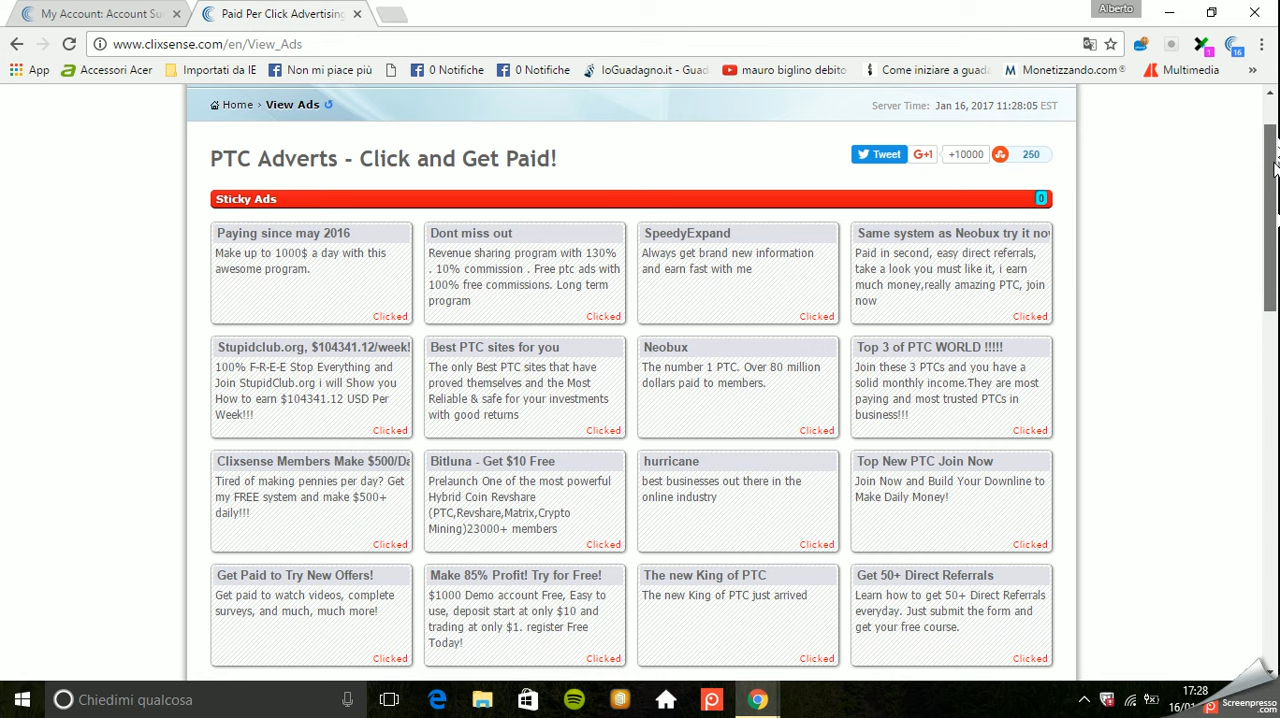 My Account: Account Su
Paid Per Click Advertising
Alberto
www.clixsense.com/en/View_Ads
App
Accessori Acer
Importati da IE
Non mi piace più
0 Notifiche
0 Notifiche
IoGuadagno.it - Guad
mauro biglino debito
Come iniziare a guada
Monetizzando.com®
Multimedia
»
1
16
Home › View Ads
Server Time: Jan 16, 2017 11:28:05 EST
PTC Adverts - Click and Get Paid!
Tweet
G+1
+10000
250
Sticky Ads
0
Paying since may 2016
Make up to 1000$ a day with this
awesome program.
Clicked
Dont miss out
Revenue sharing program with 130%
. 10% commission . Free ptc ads with
100% free commissions. Long term
program
Clicked
SpeedyExpand
Always get brand new information
and earn fast with me
Clicked
Same system as Neobux try it now
Paid in second, easy direct referrals,
take a look you must like it, i earn
much money,really amazing PTC, join
now
Clicked
Stupidclub.org, $104341.12/week!
100% F-R-E-E Stop Everything and
Join StupidClub.org i will Show you
How to earn $104341.12 USD Per
Week!!!
Clicked
Best PTC sites for you
The only Best PTC sites that have
proved themselves and the Most
Reliable & safe for your investments
with good returns
Clicked
Neobux
The number 1 PTC. Over 80 million
dollars paid to members.
Clicked
Top 3 of PTC WORLD !!!!!
Join these 3 PTCs and you have a
solid monthly income.They are most
paying and most trusted PTCs in
business!!!
Clicked
Clixsense Members Make $500/Da
Tired of making pennies per day? Get
my FREE system and make $500+
daily!!!
Clicked
Bitluna - Get $10 Free
Prelaunch One of the most powerful
Hybrid Coin Revshare
(PTC,Revshare,Matrix,Crypto
Mining)23000+ members
Clicked
hurricane
best businesses out there in the
online industry
Clicked
Top New PTC Join Now
Join Now and Build Your Downline to
Make Daily Money!
Clicked
Get Paid to Try New Offers!
Get paid to watch videos, complete
surveys, and much, much more!
Clicked
Make 85% Profit! Try for Free!
$1000 Demo account Free, Easy to
use, deposit start at only $10 and
trading at only $1. register Free
Today!
Clicked
The new King of PTC
The new King of PTC just arrived
Clicked
Get 50+ Direct Referrals
Learn how to get 50+ Direct Referrals
everyday. Just submit the form and
get your free course.
Clicked
Chiedimi qualcosa
17:28
16/01
Screenpresso
.com